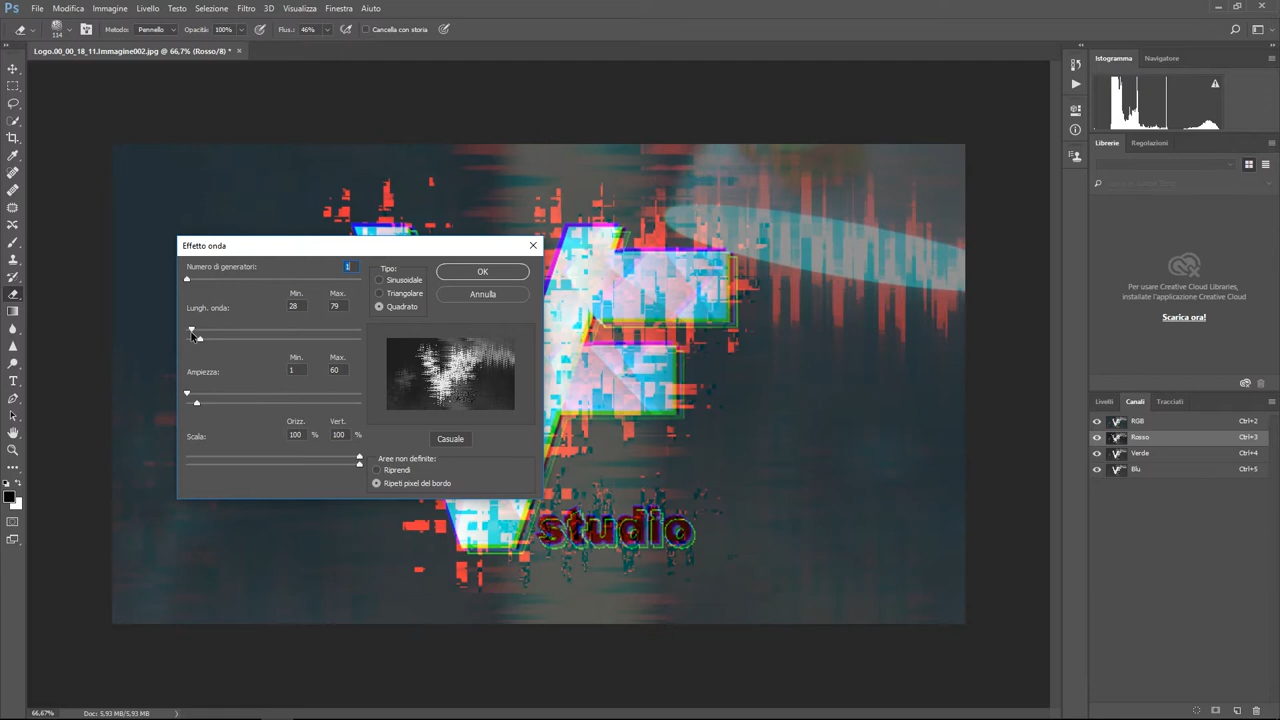 Ps File Modifica Immagine Livello Testo Selezione Filtro 3D Visualizza Finestra Aiuto
114 Metodo: Pennello Opacità: 100% Flus.: 46% Cancella con storia
Logo.00_00_18_11.Immagine002.jpg @ 66,7% (Rosso/8) * ×
Istogramma Navigatore
Librerie Regolazioni
Per usare le Creative Cloud Libraries,
installate l'applicazione Creative Cloud
Scarica ora!
Livelli Canali Tracciati
RGB Ctrl+2
Rosso Ctrl+3
Verde Ctrl+4
Blu Ctrl+5
Effetto onda
Numero di generatori: 1
Min. Max.
Lungh. onda: 28 79
Min. Max.
Ampiezza: 1 60
Orizz. Vert.
Scala: 100 % 100 %
Tipo:
Sinusoidale
Triangolare
Quadrato
OK
Annulla
Casuale
Aree non definite:
Riprendi
Ripeti pixel del bordo
studio
66,67% Doc: 5,93 MB/5,93 MB